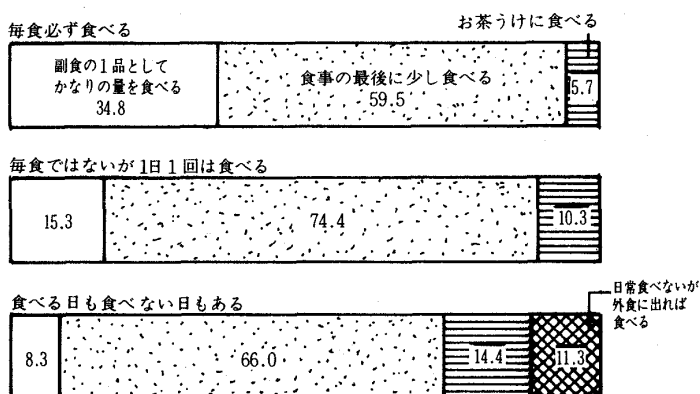 毎食必ず食べる
お茶うけに食べる
副食の1品として
かなりの量を食べる
34.8
食事の最後に少し食べる
59.5
5.7
毎食ではないが1日1回は食べる
15.3
74.4
10.3
食べる日も食べない日もある
日常食べないが
外食に出れば
食べる
8.3
66.0
14.4
11.3